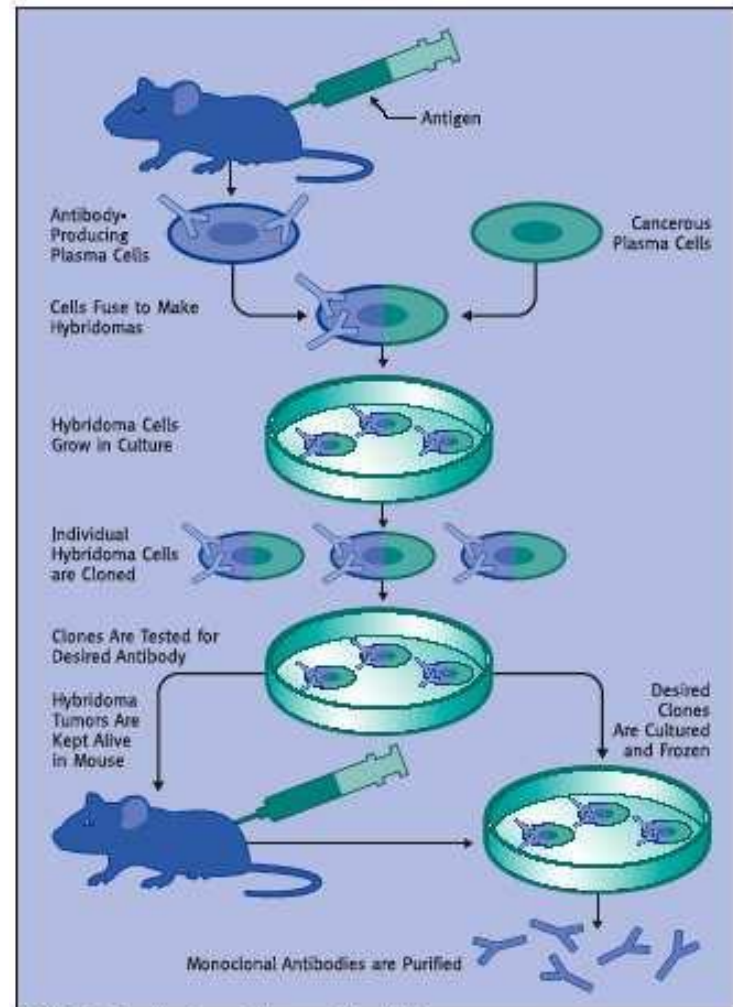 Antigen
Antibody-
Producing
Plasma Cells
Cancerous
Plasma Cells
Cells Fuse to Make
Hybridomas
Hybridoma Cells
Grow in Culture
Individual
Hybridoma Cells
are Cloned
Clones Are Tested for
Desired Antibody
Hybridoma
Tumors Are
Kept Alive
in Mouse
Desired
Clones
Are Cultured
and Frozen
Monoclonal Antibodies are Purified